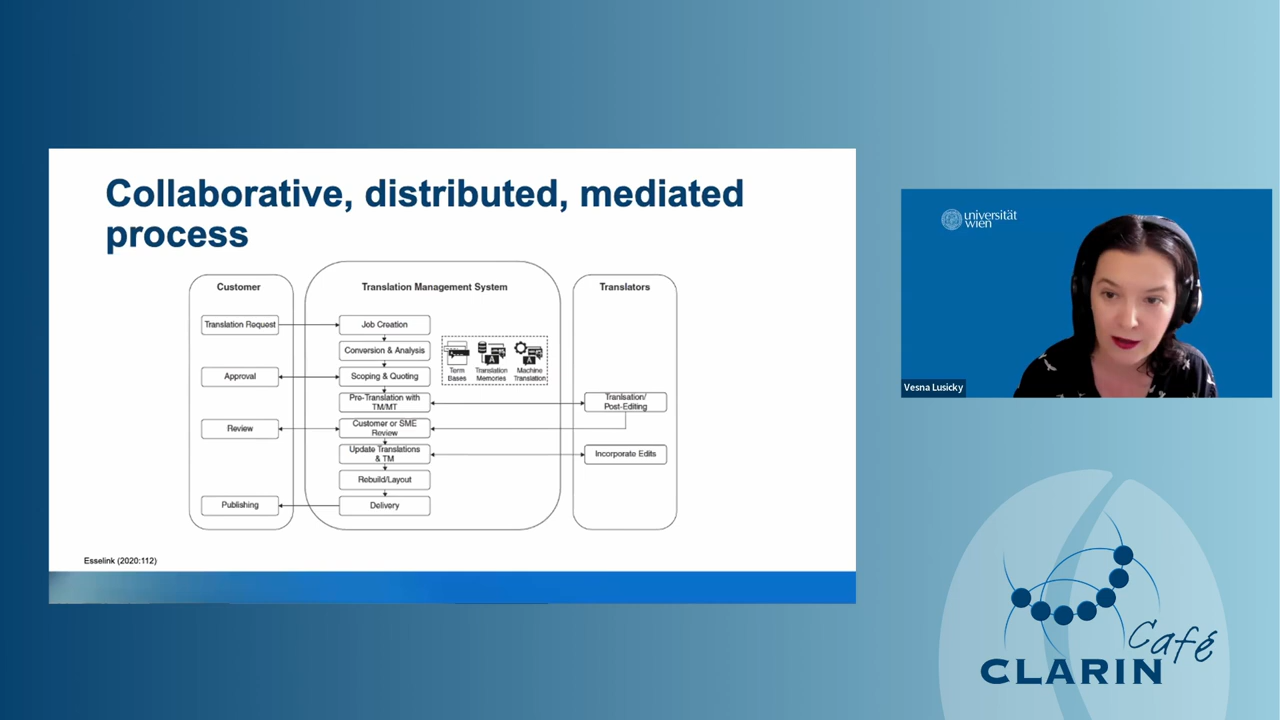 Collaborative, distributed, mediated
process
Customer
Translation Management System
Translators
Translation Request
Job Creation
Conversion & Analysis
Approval
Scoping & Quoting
Term
Bases
Translation
Memories
Machine
Translation
Pre-Translation with
TM/MT
Translation/
Post-Editing
Review
Customer or SME
Review
Update Translations
& TM
Incorporate Edits
Rebuild/Layout
Publishing
Delivery
Esselink (2020:112)
universität
wien
Vesna Lusicky
Café
CLARIN